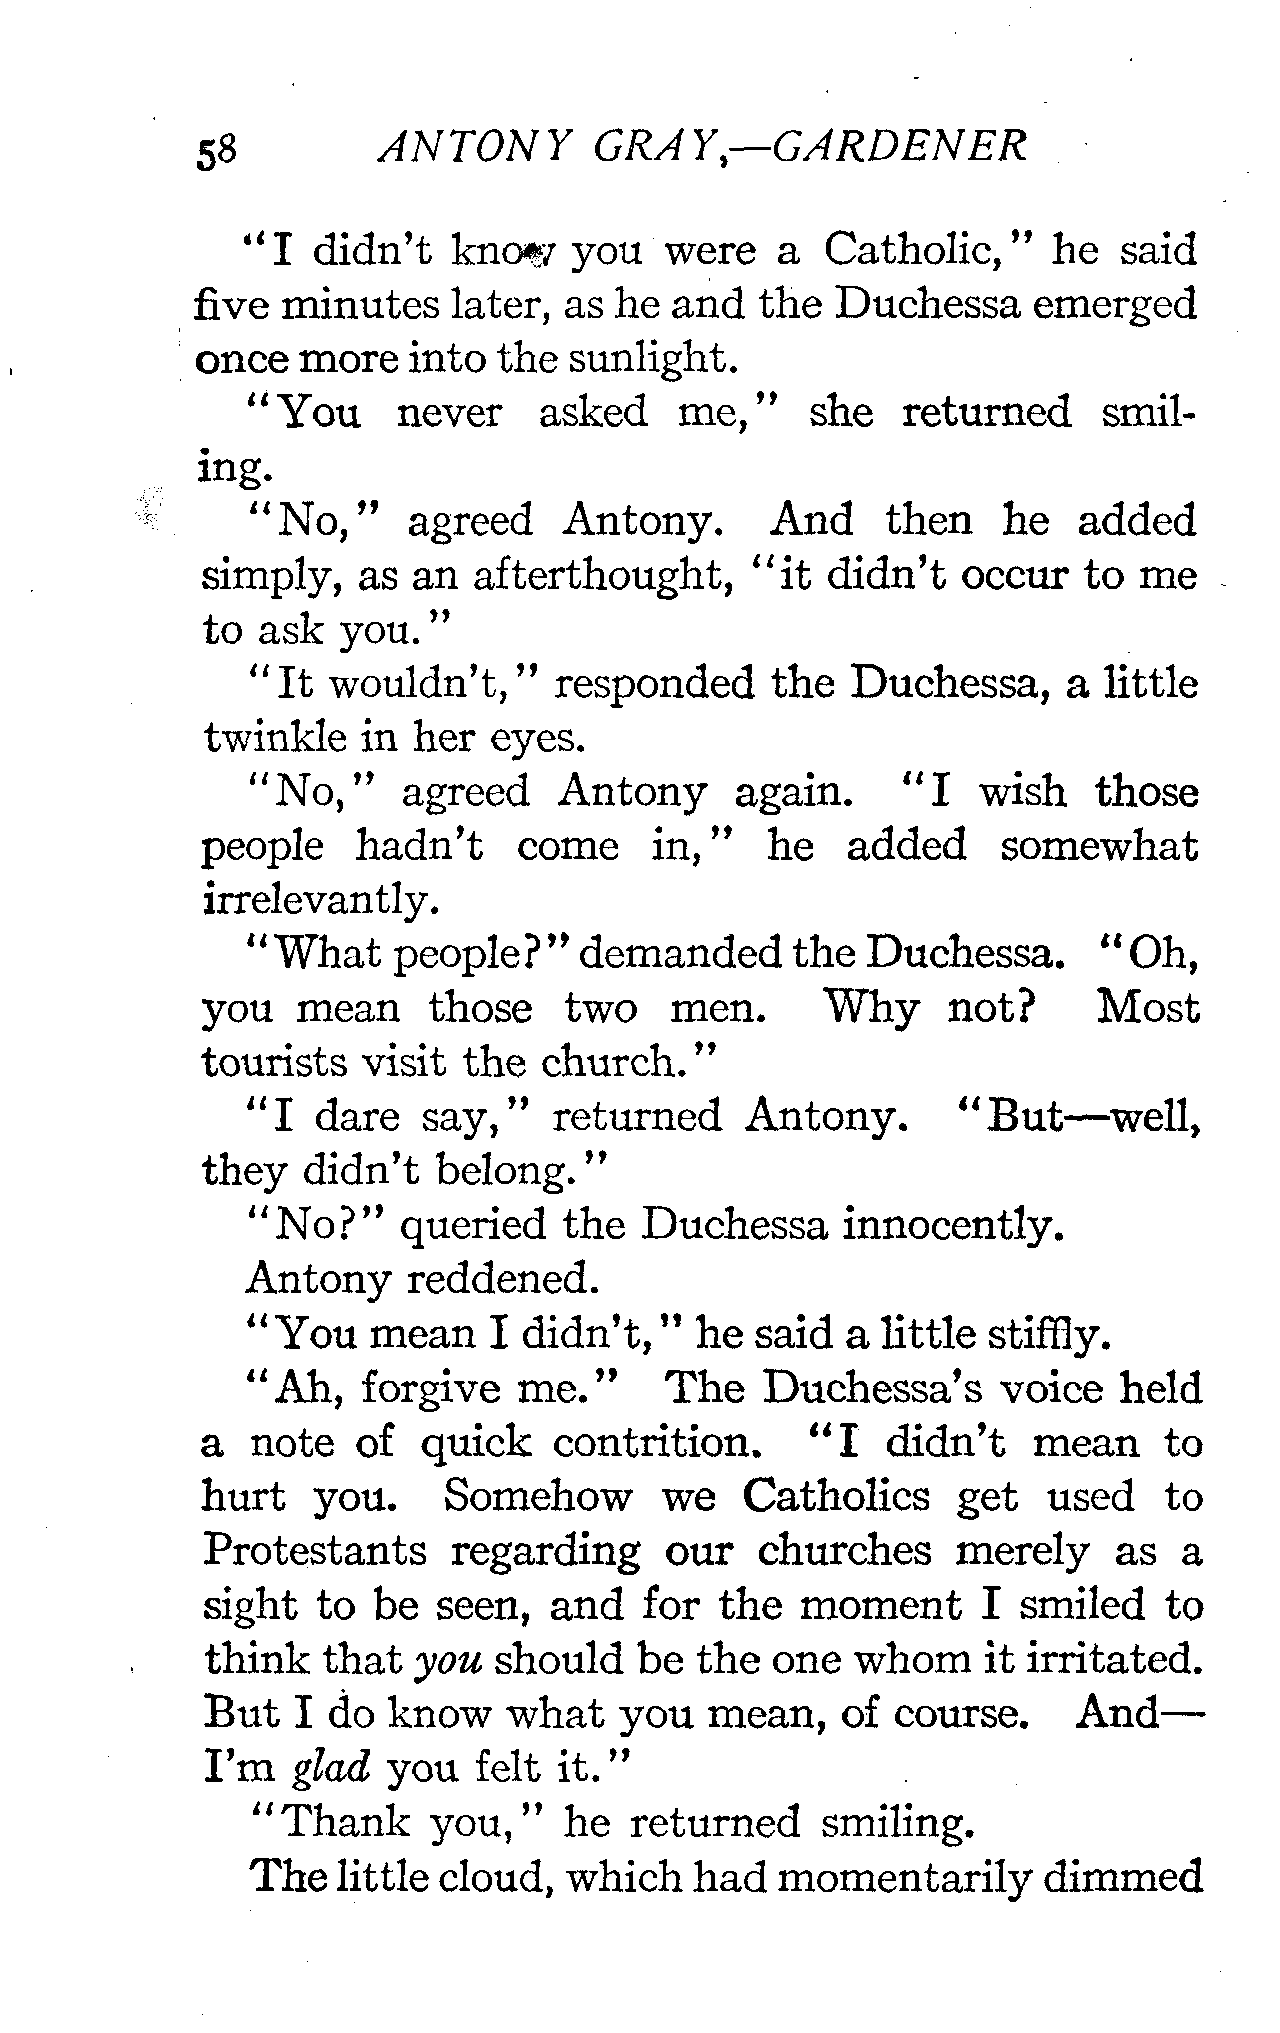 58 ANTONY GRAY,—GARDENER
"I didn't know you were a Catholic," he said
five minutes later, as he and the Duchessa emerged
once more into the sunlight.
"You never asked me," she returned smil-
ing.
"No," agreed Antony. And then he added
simply, as an afterthought, "it didn't occur to me
to ask you."
"It wouldn't," responded the Duchessa, a little
twinkle in her eyes.
"No," agreed Antony again. "I wish those
people hadn't come in," he added somewhat
irrelevantly.
"What people?" demanded the Duchessa. "Oh,
you mean those two men. Why not? Most
tourists visit the church."
"I dare say," returned Antony. "But—well,
they didn't belong."
"No?" queried the Duchessa innocently.
Antony reddened.
"You mean I didn't," he said a little stiffly.
"Ah, forgive me." The Duchessa's voice held
a note of quick contrition. "I didn't mean to
hurt you. Somehow we Catholics get used to
Protestants regarding our churches merely as a
sight to be seen, and for the moment I smiled to
think that you should be the one whom it irritated.
But I do know what you mean, of course. And—
I'm glad you felt it."
"Thank you," he returned smiling.
The little cloud, which had momentarily dimmed